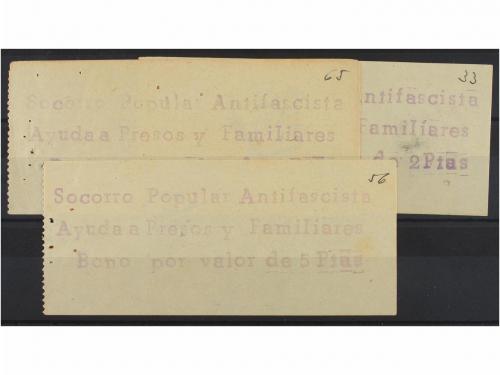 65
Socorro Popular Antifascista
Ayuda a Presos y Familiares
33
Antifascista
Familiares
de 2 Ptas
56
Socorro Popular Antifascista
Ayuda a Presos y Familiares
Bono por valor de 5 Ptas